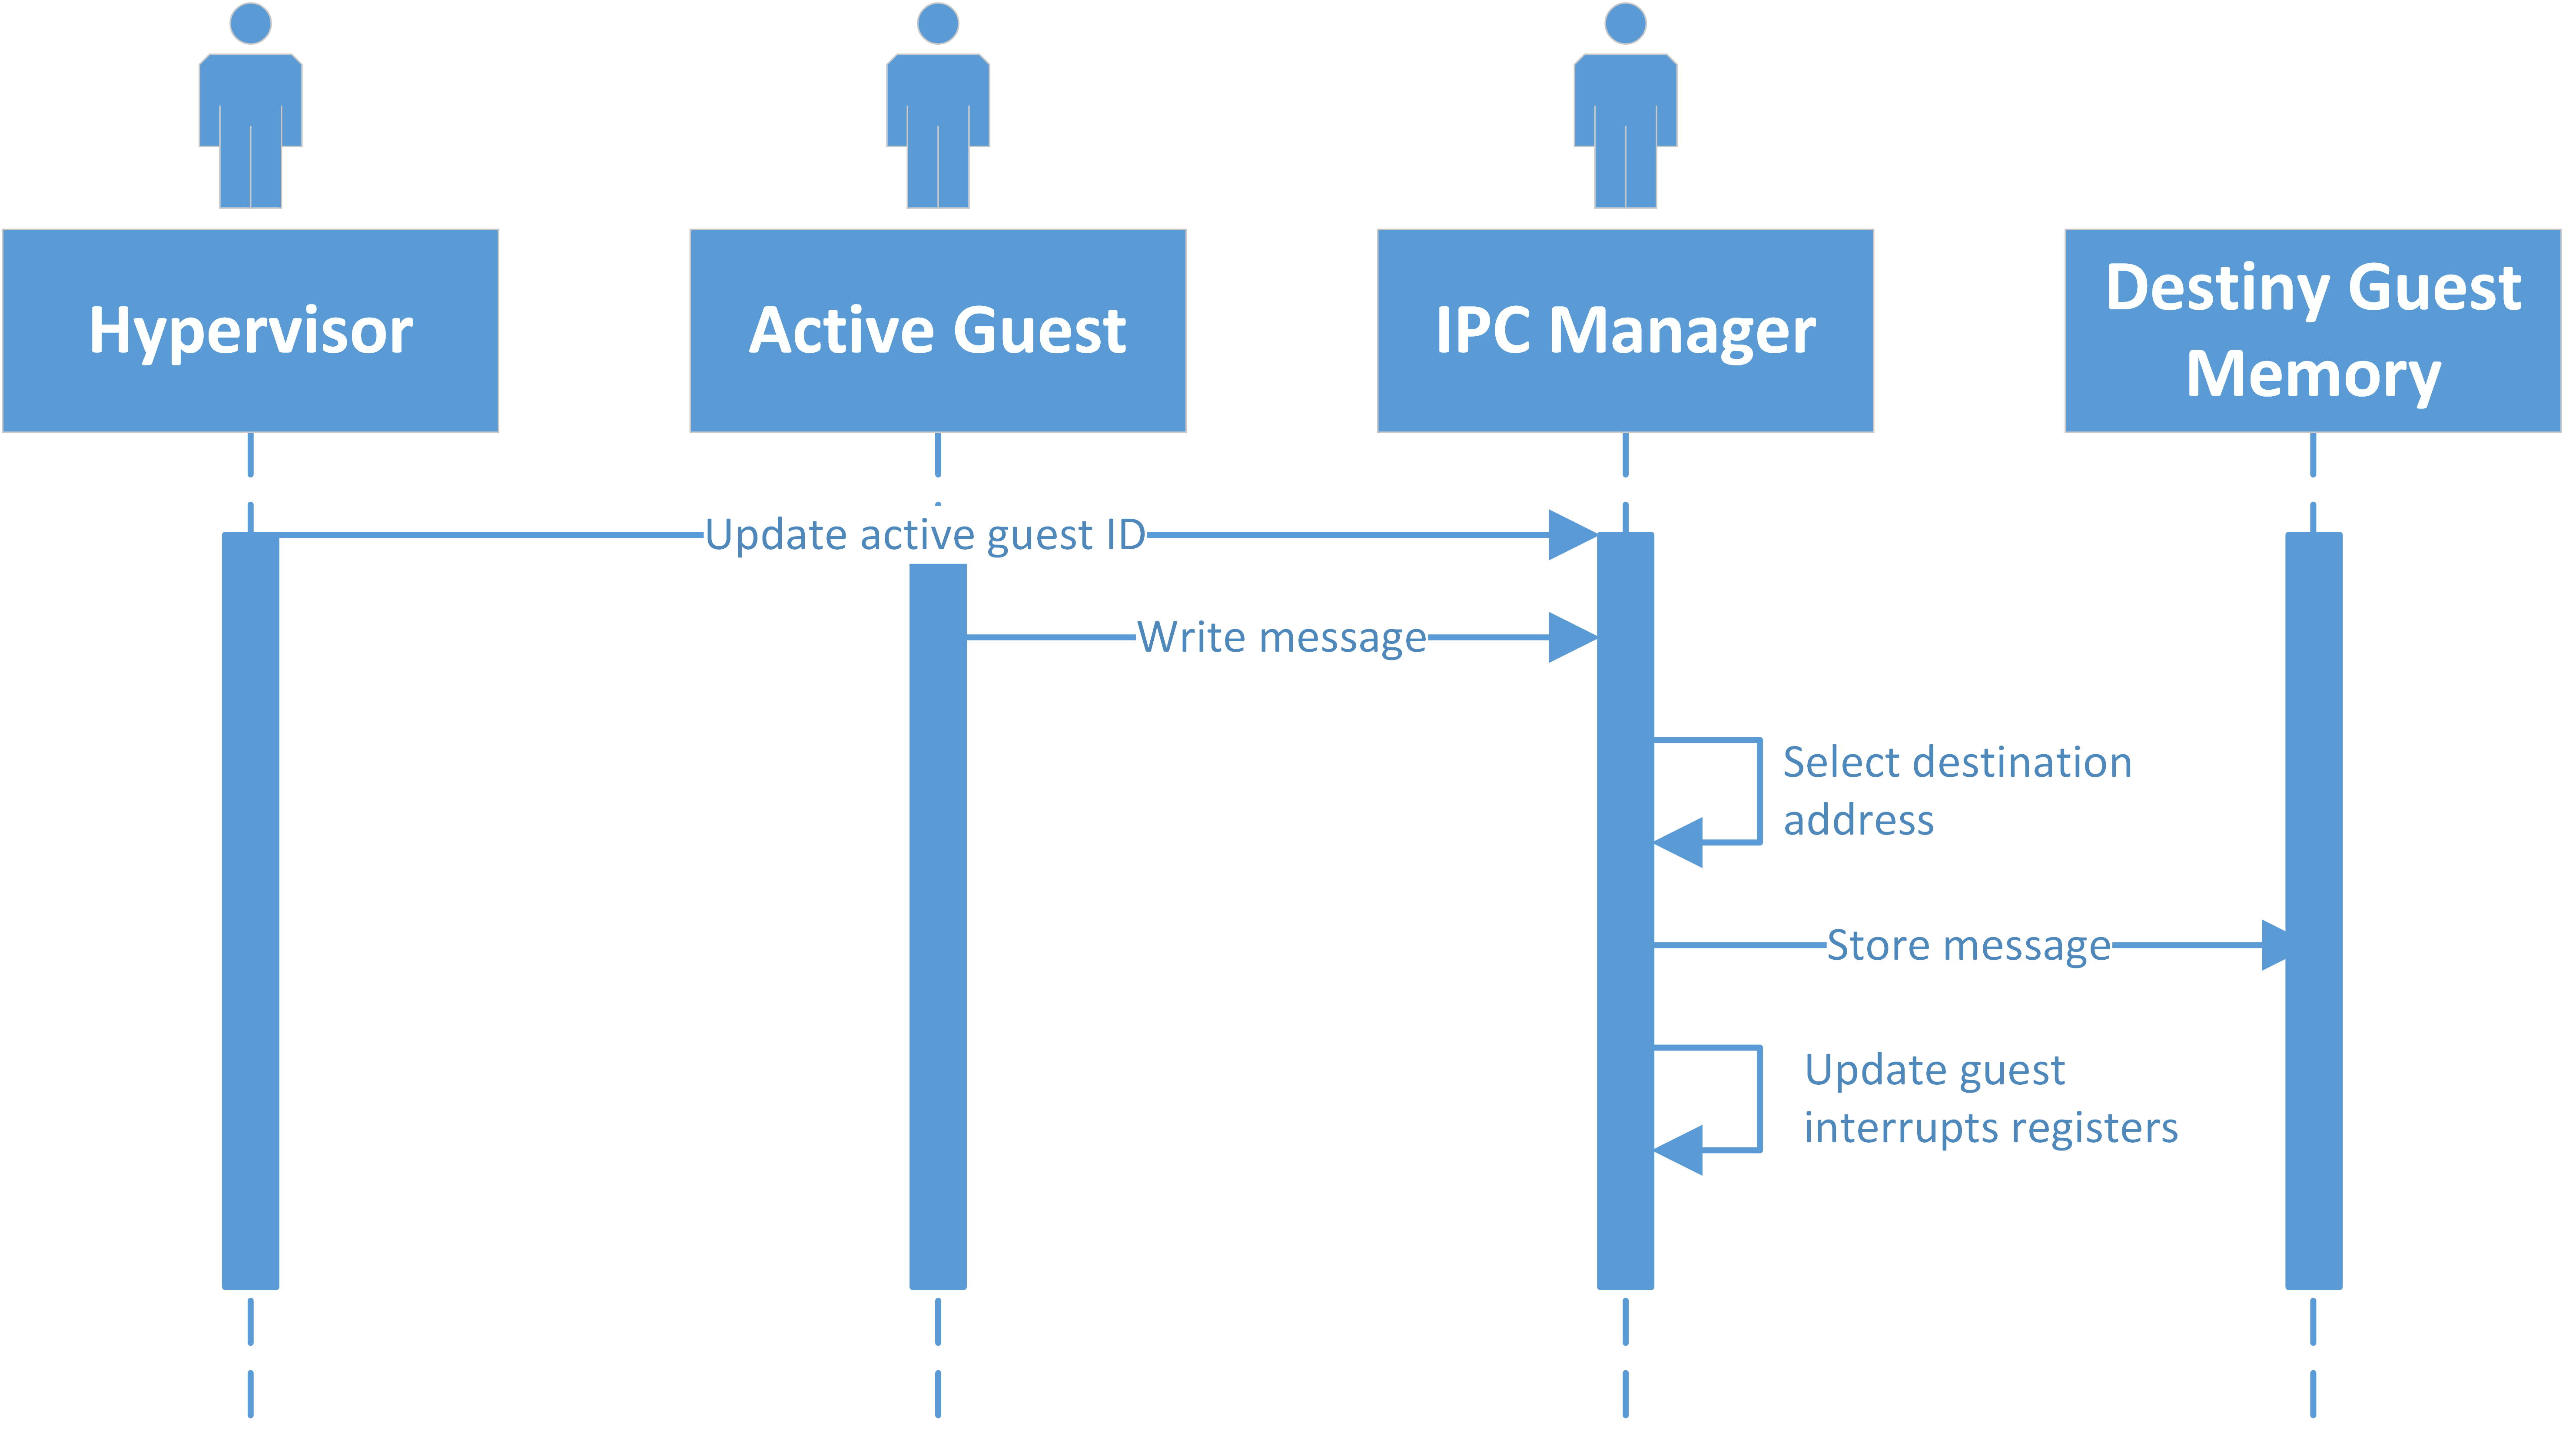 Hypervisor
Active Guest
IPC Manager
Destiny Guest
Memory
Update active guest ID
Write message
Select destination
address
Store message
Update guest
interrupts registers